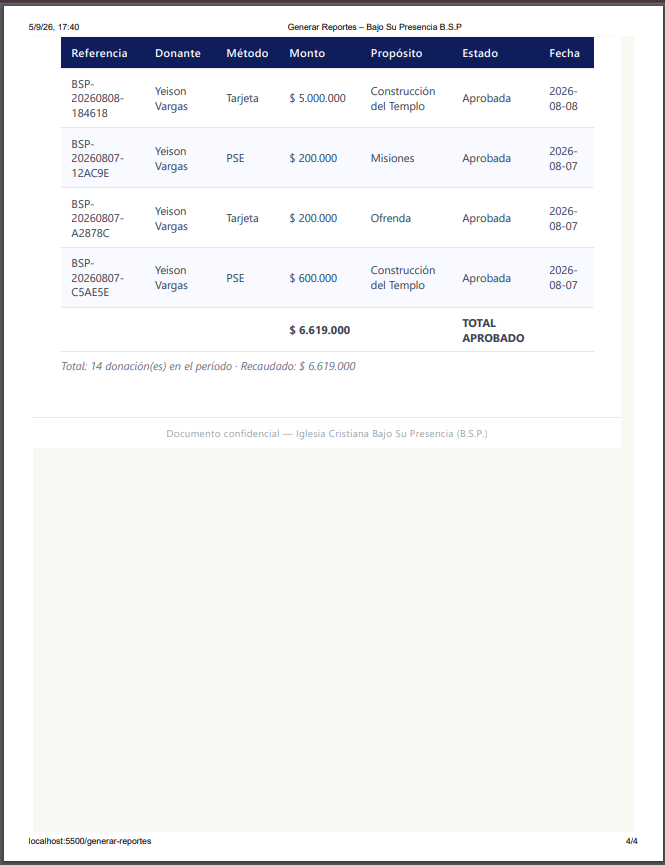 5/9/26, 17:40 Generar Reportes – Bajo Su Presencia B.S.P
Referencia Donante Método Monto Propósito Estado Fecha
BSP-
20260808-
184618
Yeison
Vargas
Tarjeta
$ 5.000.000
Construcción
del Templo
Aprobada
2026-
08-08
BSP-
20260807-
12AC9E
Yeison
Vargas
PSE
$ 200.000
Misiones
Aprobada
2026-
08-07
BSP-
20260807-
A2878C
Yeison
Vargas
Tarjeta
$ 200.000
Ofrenda
Aprobada
2026-
08-07
BSP-
20260807-
C5AE5E
Yeison
Vargas
PSE
$ 600.000
Construcción
del Templo
Aprobada
2026-
08-07
$ 6.619.000
TOTAL
APROBADO
Total: 14 donación(es) en el periodo · Recaudado: $ 6.619.000
Documento confidencial — Iglesia Cristiana Bajo Su Presencia (B.S.P.)
localhost:5500/generar-reportes 4/4